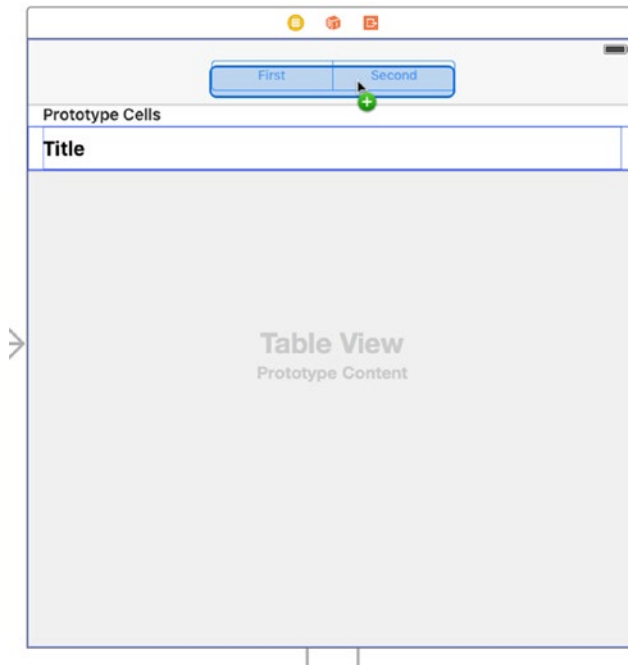 First Second
Prototype Cells
Title
Table View
Prototype Content